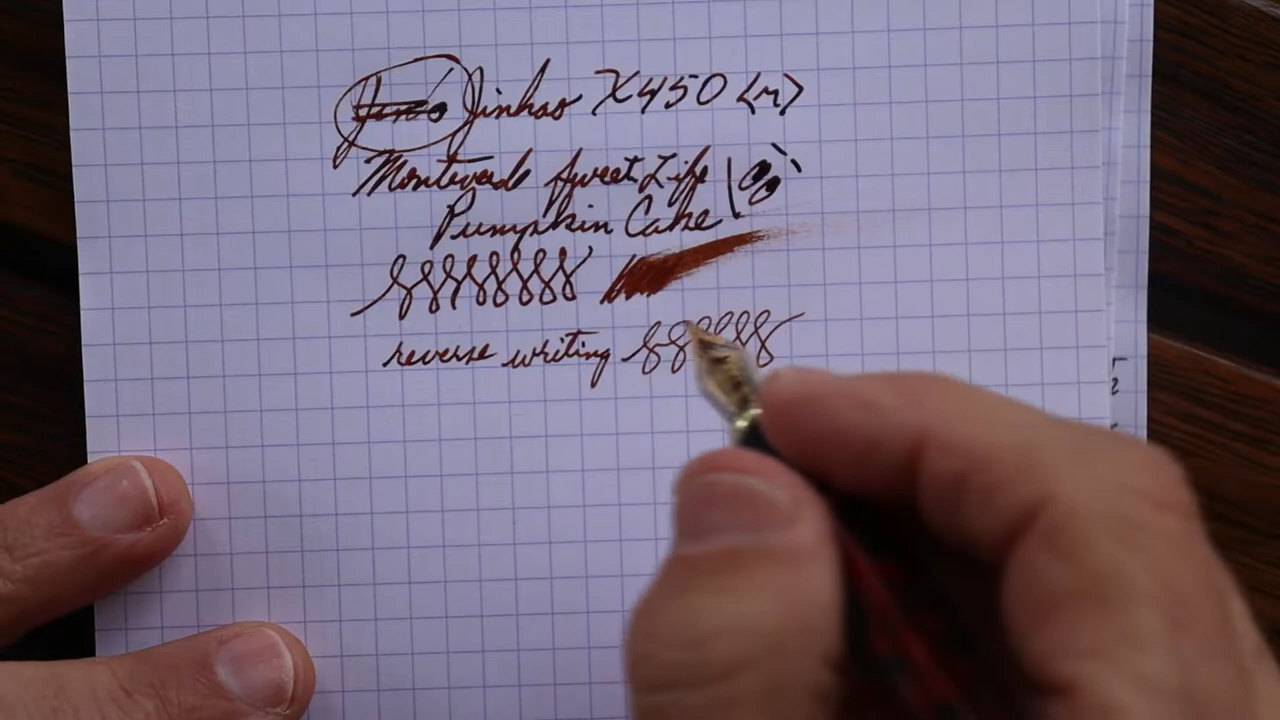 Jinhao X450 <M>
Monteverde Sweet Life
Pumpkin Cake
reverse writing